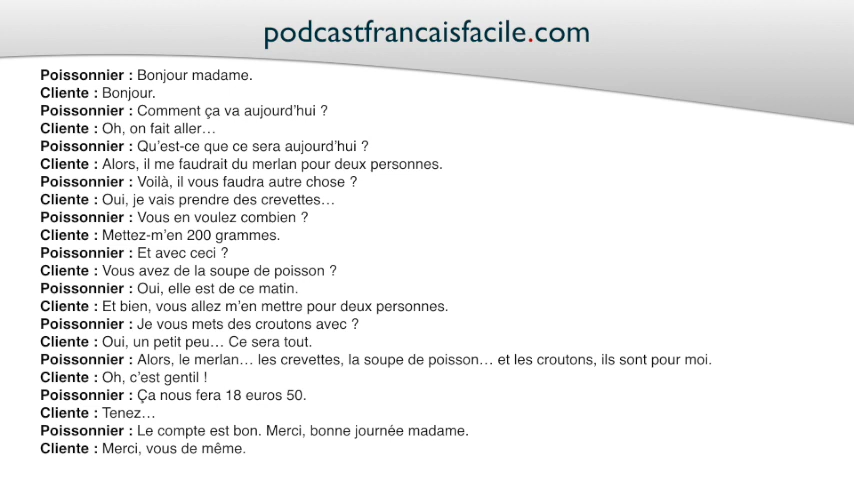 podcastfrancaisfacile.com
Poissonnier : Bonjour madame.
Cliente : Bonjour.
Poissonnier : Comment ça va aujourd'hui ?
Cliente : Oh, on fait aller…
Poissonnier : Qu'est-ce que ce sera aujourd'hui ?
Cliente : Alors, il me faudrait du merlan pour deux personnes.
Poissonnier : Voilà, il vous faudra autre chose ?
Cliente : Oui, je vais prendre des crevettes…
Poissonnier : Vous en voulez combien ?
Cliente : Mettez-m'en 200 grammes.
Poissonnier : Et avec ceci ?
Cliente : Vous avez de la soupe de poisson ?
Poissonnier : Oui, elle est de ce matin.
Cliente : Et bien, vous allez m'en mettre pour deux personnes.
Poissonnier : Je vous mets des croutons avec ?
Cliente : Oui, un petit peu… Ce sera tout.
Poissonnier : Alors, le merlan… les crevettes, la soupe de poisson… et les croutons, ils sont pour moi.
Cliente : Oh, c'est gentil !
Poissonnier : Ça nous fera 18 euros 50.
Cliente : Tenez…
Poissonnier : Le compte est bon. Merci, bonne journée madame.
Cliente : Merci, vous de même.